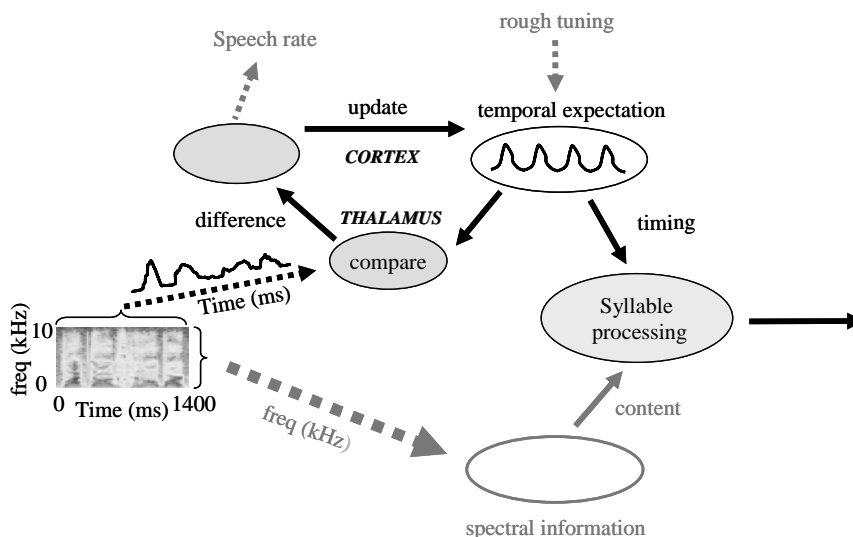 rough tuning
Speech rate
update
temporal expectation
CORTEX
difference
THALAMUS
timing
compare
Time (ms)
Syllable
processing
freq (kHz)
10
0
0
1400
Time (ms)
freq (kHz)
content
spectral information